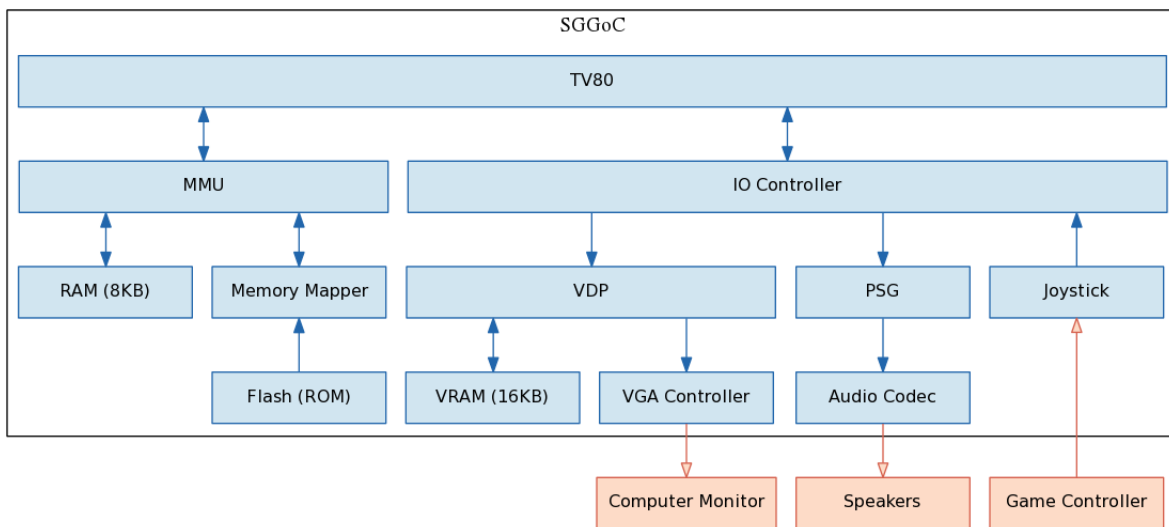 SGGoC
TV80
MMU
IO Controller
RAM (8KB)
Memory Mapper
VDP
PSG
Joystick
Flash (ROM)
VRAM (16KB)
VGA Controller
Audio Codec
Computer Monitor
Speakers
Game Controller